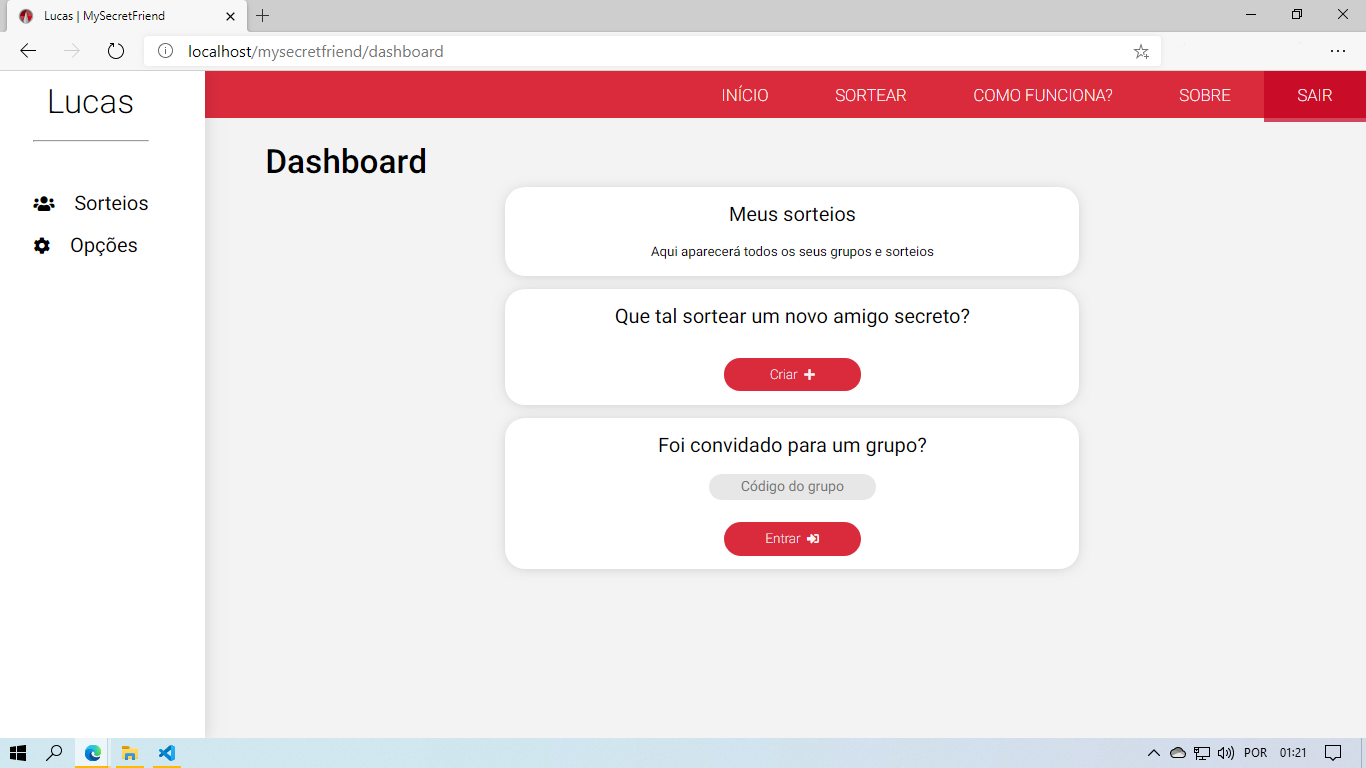 Lucas | MySecretFriend
localhost/mysecretfriend/dashboard
Lucas
INÍCIO SORTEAR COMO FUNCIONA? SOBRE SAIR
Dashboard
Sorteios
Opções
Meus sorteios
Aqui aparecerá todos os seus grupos e sorteios
Que tal sortear um novo amigo secreto?
Criar
Foi convidado para um grupo?
Código do grupo
Entrar
POR 01:21